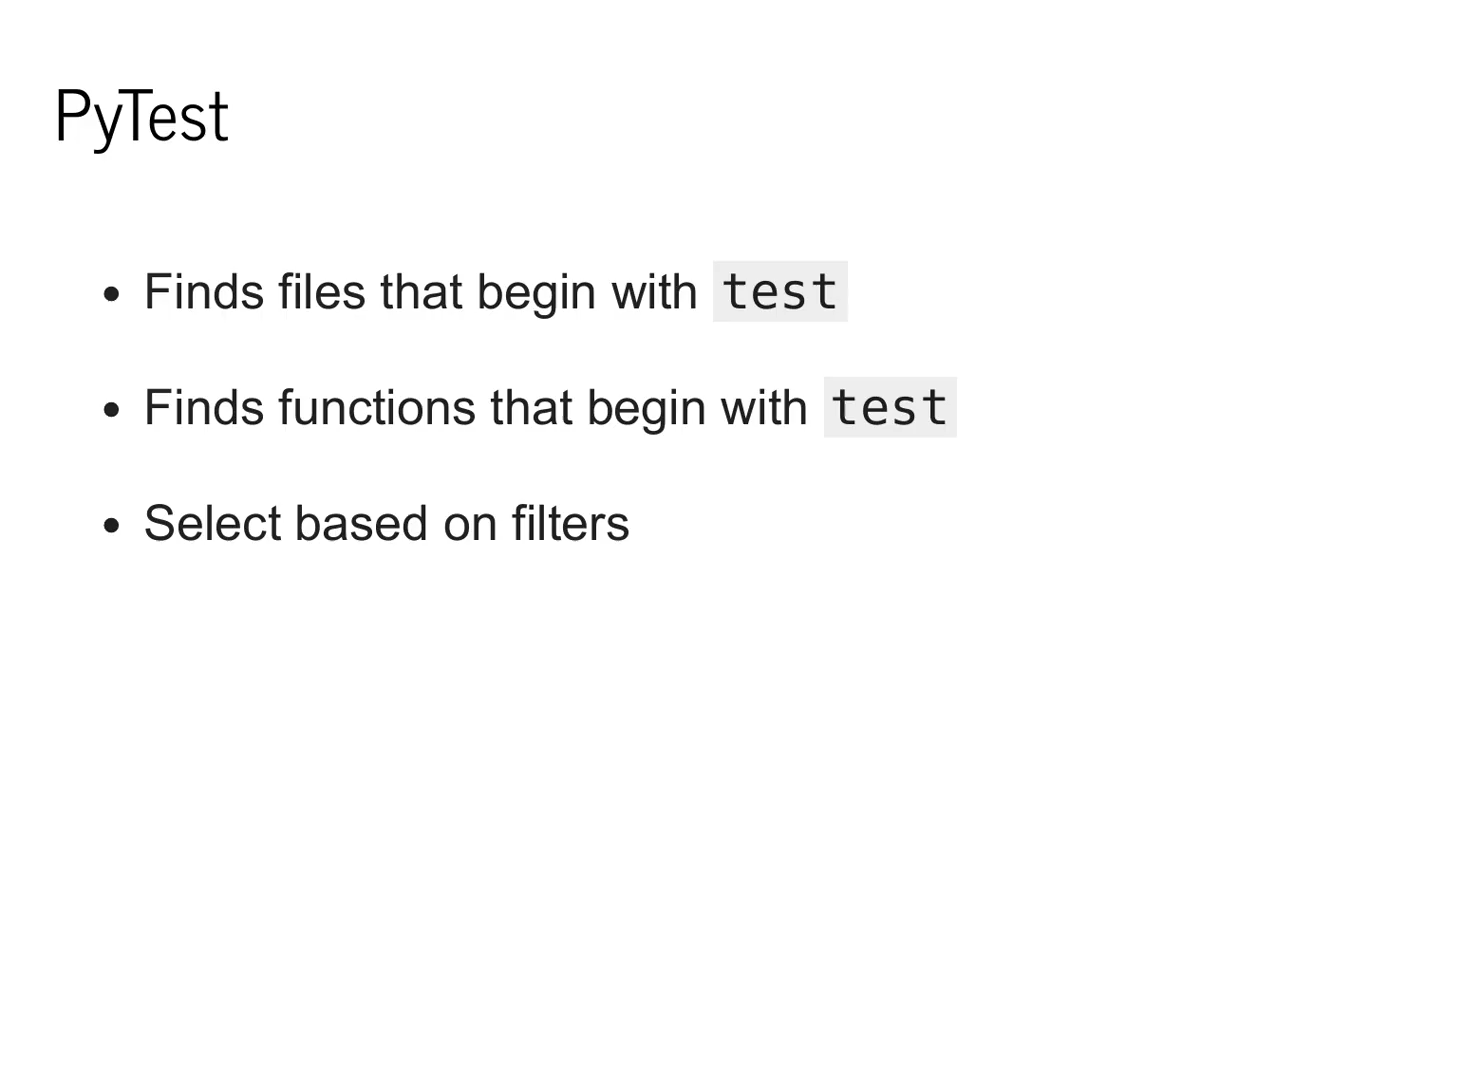 PyTest
• Finds files that begin with test
• Finds functions that begin with test
• Select based on filters